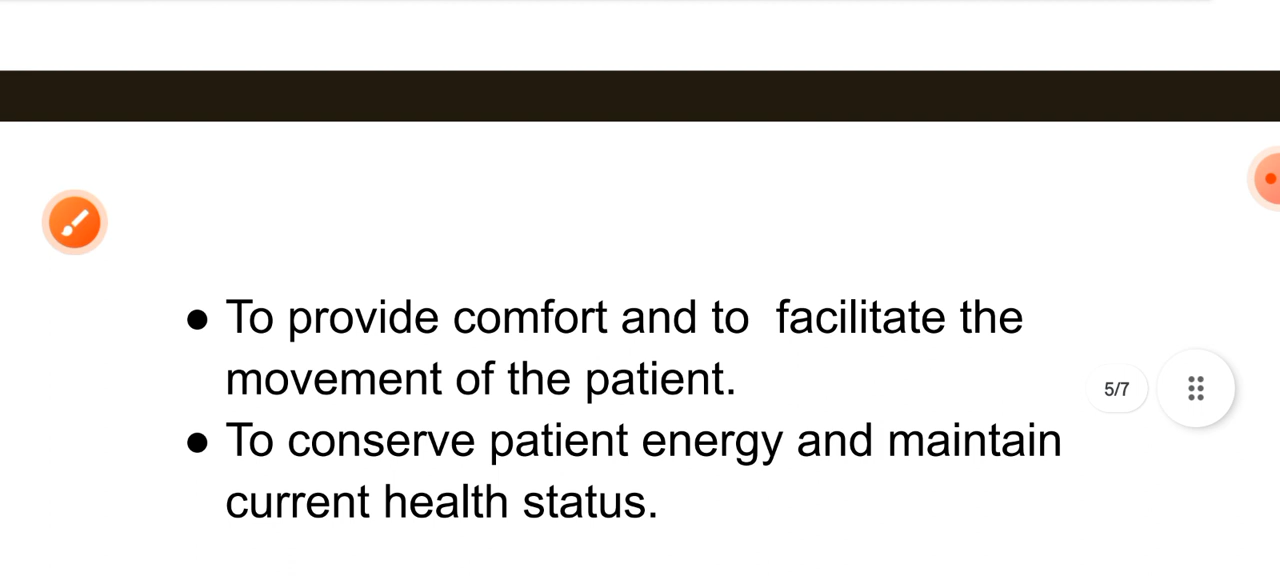 ● To provide comfort and to  facilitate the
movement of the patient.
5/7
● To conserve patient energy and maintain
current health status.